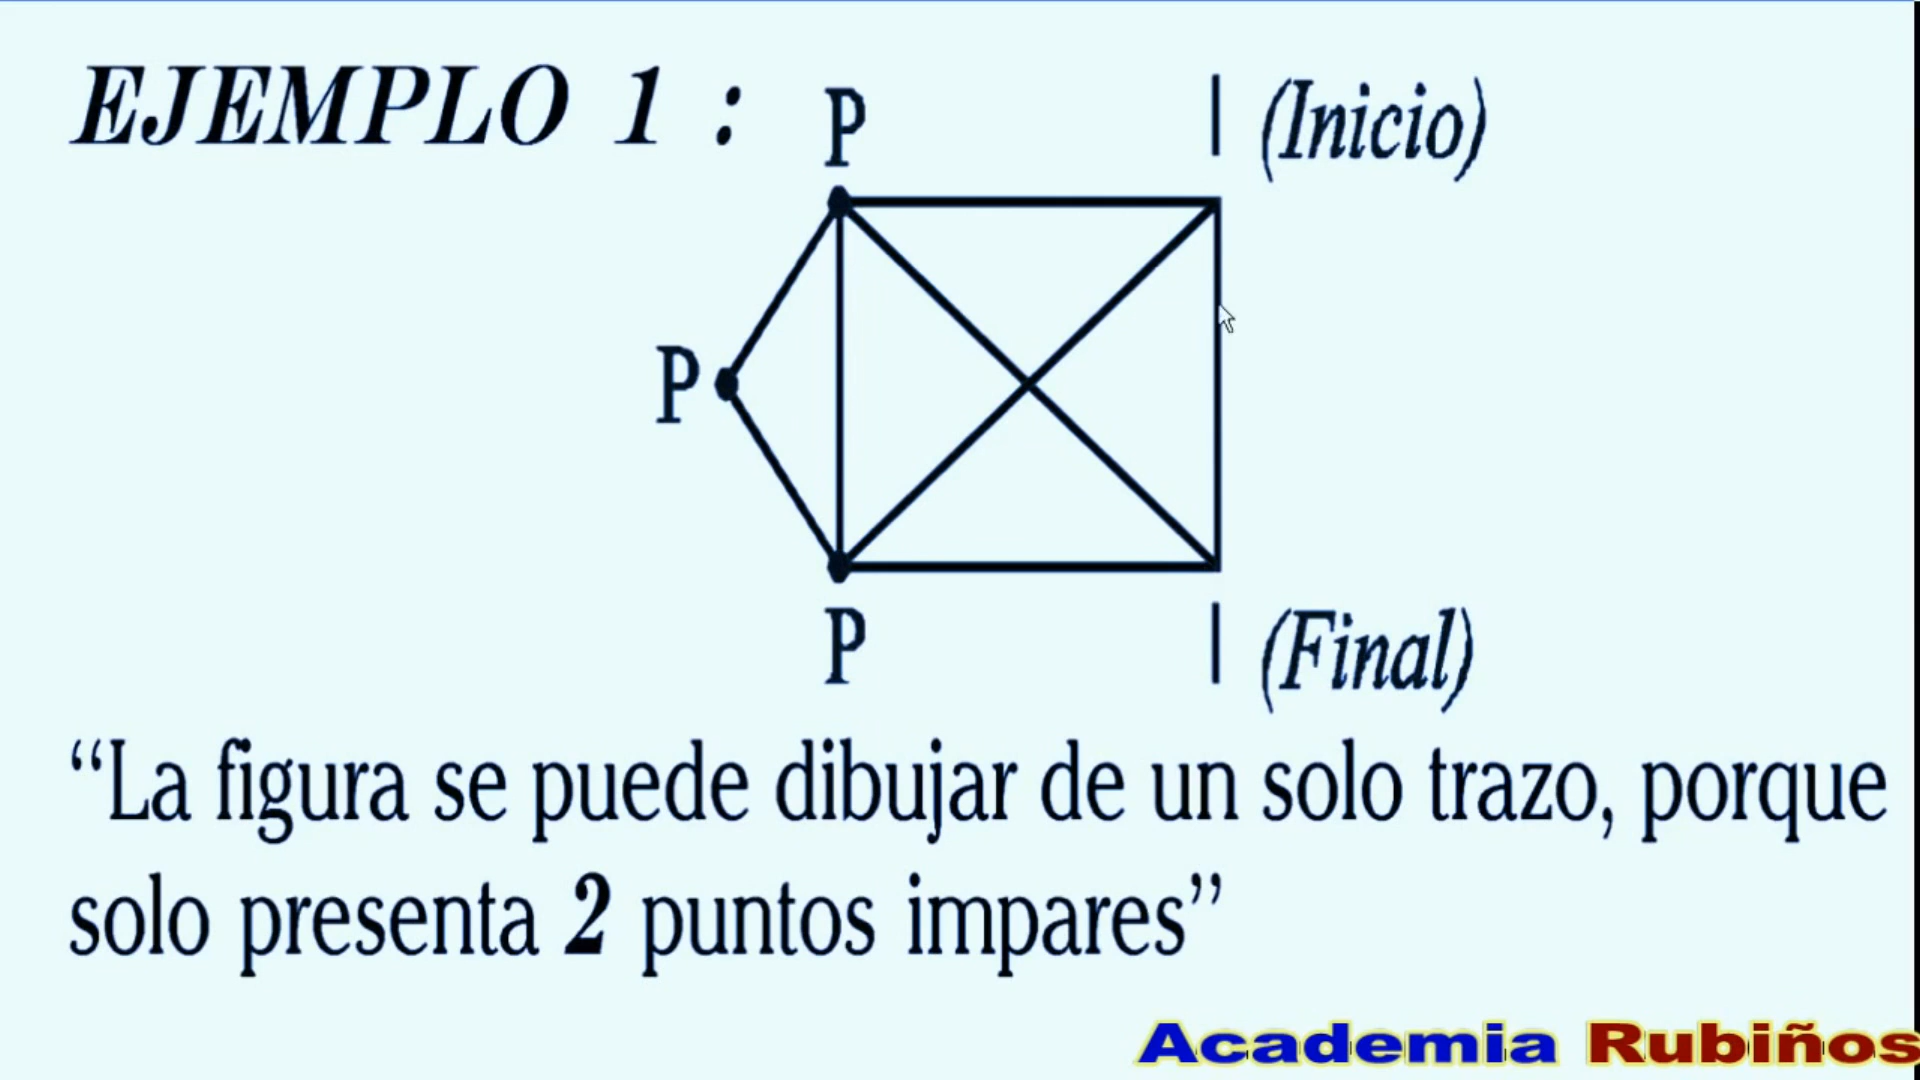 EJEMPLO 1 :
P
I (Inicio)
P
P
I (Final)
“La figura se puede dibujar de un solo trazo, porque
solo presenta 2 puntos impares”
Academia Rubiños